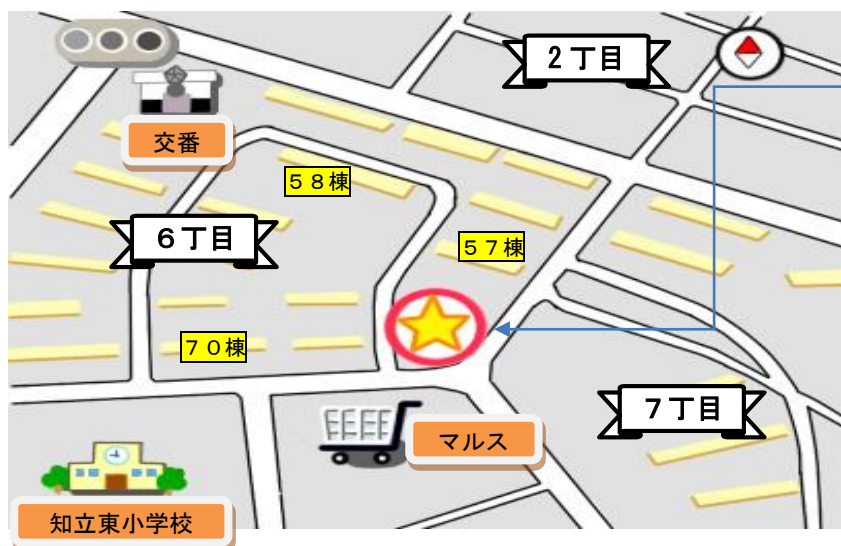 ２丁目
交番
５８棟
６丁目
５７棟
７０棟
７丁目
マルス
知立東小学校